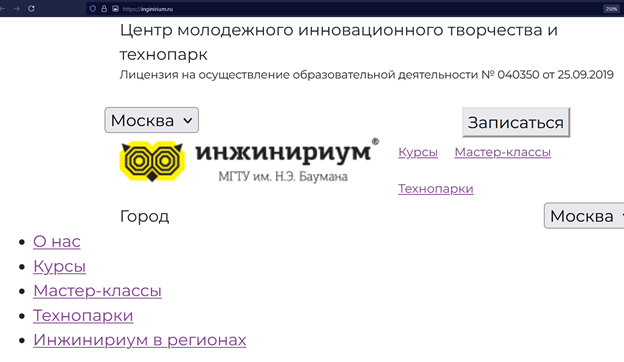 https://inginirium.ru
250%
Центр молодежного инновационного творчества и
технопарк
Лицензия на осуществление образовательной деятельности № 040350 от 25.09.2019
Москва
Записаться
инжинириум®
МГТУ им. Н.Э. Баумана
Курсы Мастер-классы
Технопарки
Город
Москва
О нас
Курсы
Мастер-классы
Технопарки
Инжинириум в регионах